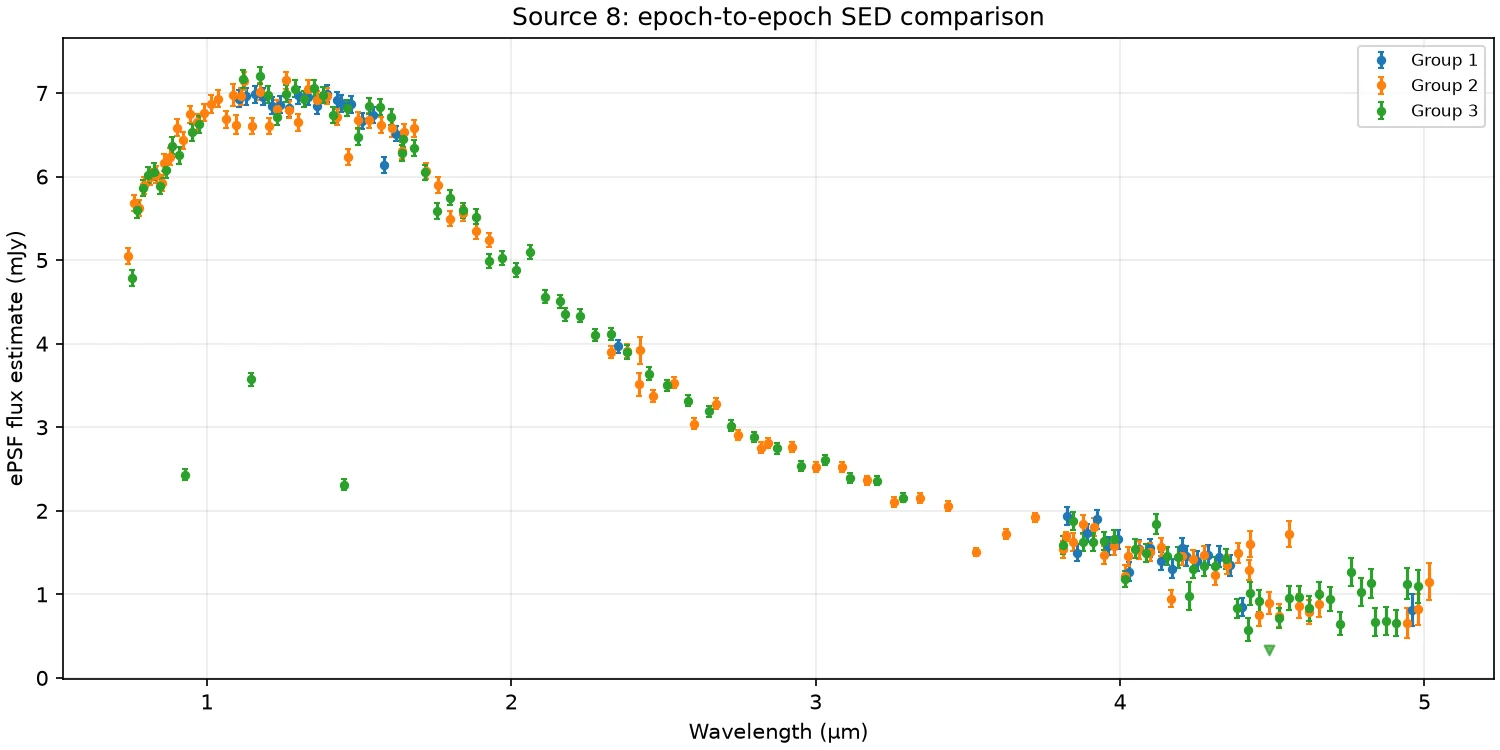 Source 8: epoch-to-epoch SED comparison
ePSF flux estimate (mJy)
7
6
5
4
3
2
1
0
Group 1
Group 2
Group 3
1 2 3 4 5
Wavelength (μm)